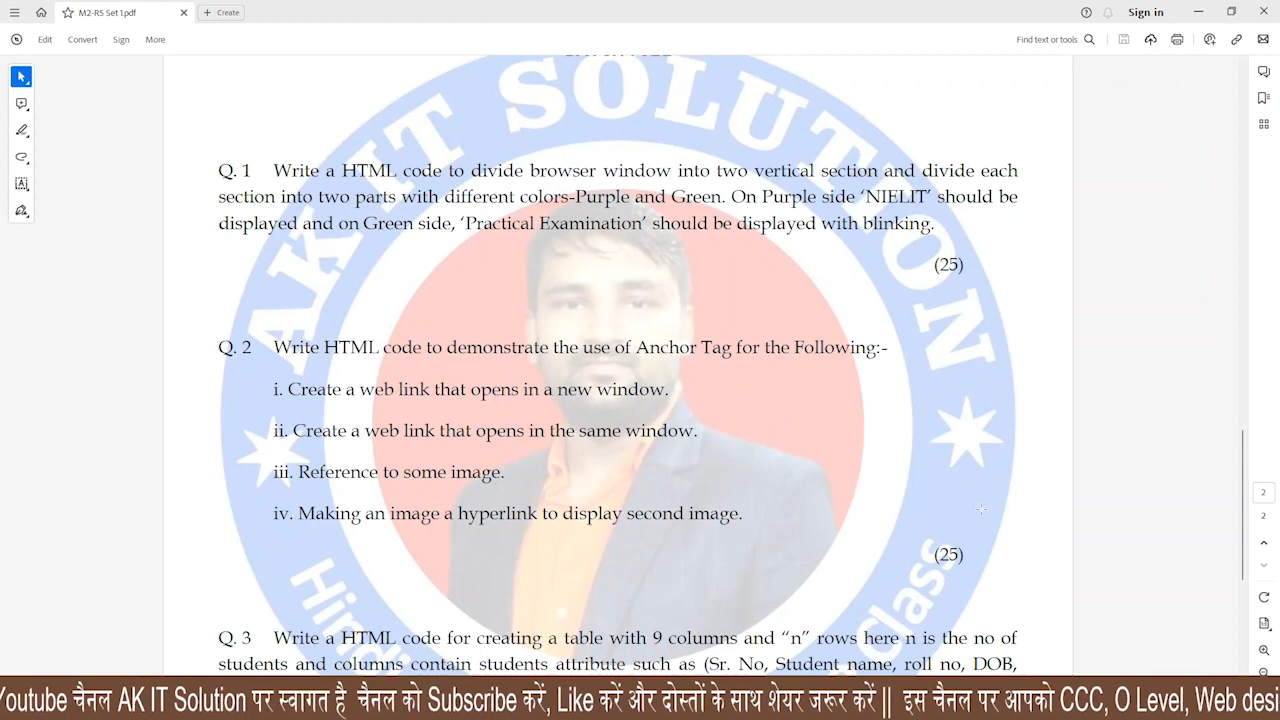 M2-R5 Set 1.pdf
Create
Sign in
Edit
Convert
Sign
More
Find text or tools
AK IT SOLUTION
Q. 1 Write a HTML code to divide browser window into two vertical section and divide each
section into two parts with different colors-Purple and Green. On Purple side ‘NIELIT’ should be
displayed and on Green side, ‘Practical Examination’ should be displayed with blinking.
(25)
Q. 2 Write HTML code to demonstrate the use of Anchor Tag for the Following:-
i. Create a web link that opens in a new window.
ii. Create a web link that opens in the same window.
iii. Reference to some image.
iv. Making an image a hyperlink to display second image.
(25)
Class
Q. 3 Write a HTML code for creating a table with 9 columns and “n” rows here n is the no of
students and columns contain students attribute such as (Sr. No, Student name, roll no, DOB,
2
2
Youtube चैनल AK IT Solution पर स्वागत है चैनल को Subscribe करें, Like करें और दोस्तों के साथ शेयर जरूर करें || इस चैनल पर आपको CCC, O Level, Web desi